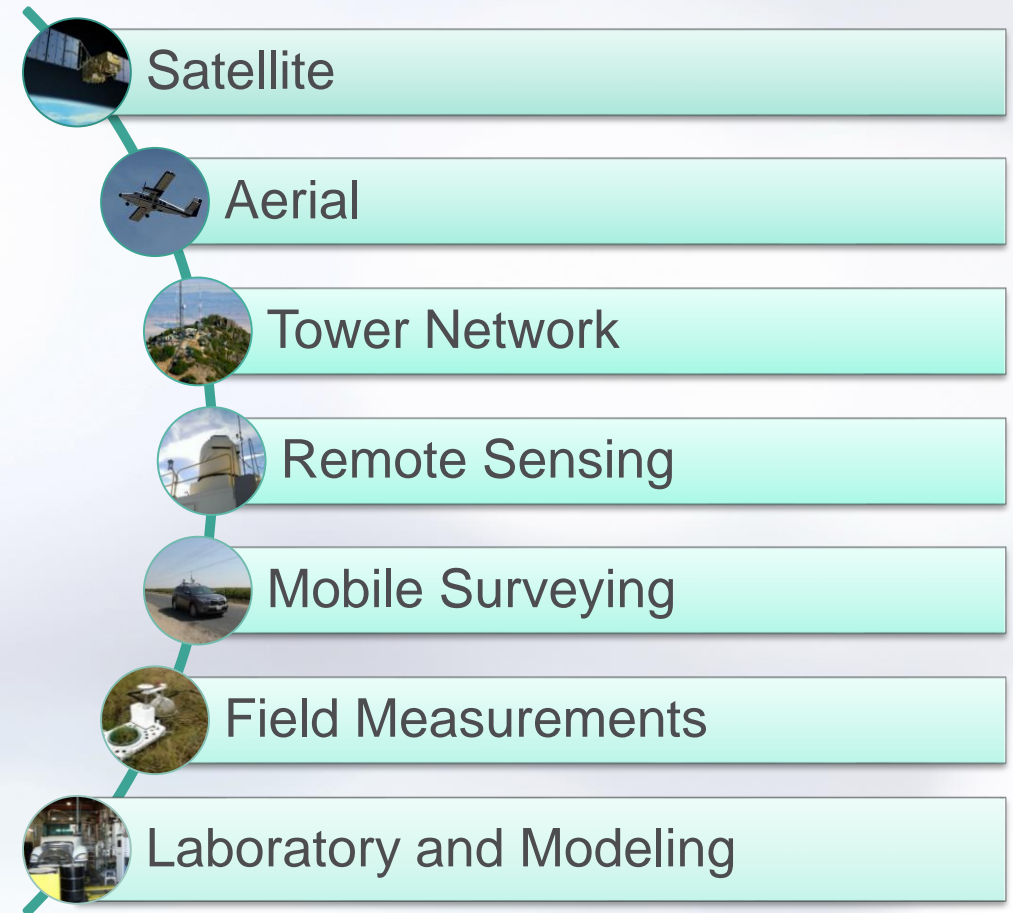 Satellite
Aerial
Tower Network
Remote Sensing
Mobile Surveying
Field Measurements
Laboratory and Modeling